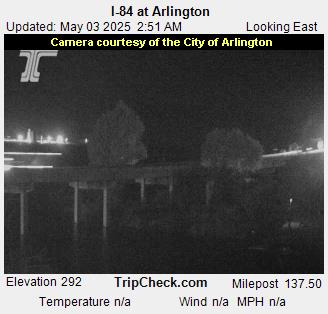 I-84 at Arlington
Updated: May 03 2025 2:51 AM Looking East
Camera courtesy of the City of Arlington
Elevation 292 TripCheck.com Milepost 137.50
Temperature n/a Wind n/a MPH n/a